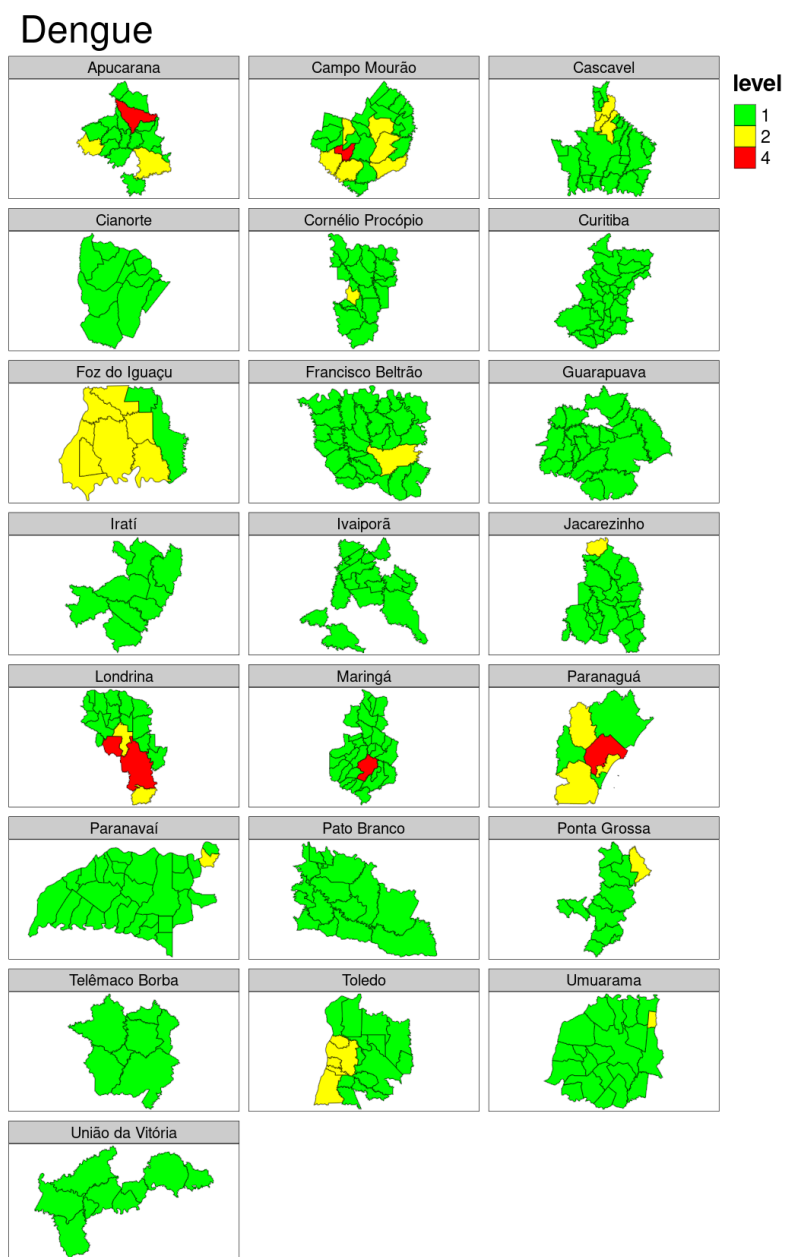 Dengue
Apucarana
Campo Mourão
Cascavel
level
1
2
4
Cianorte
Cornélio Procópio
Curitiba
Foz do Iguaçu
Francisco Beltrão
Guarapuava
Iratí
Ivaiporã
Jacarezinho
Londrina
Maringá
Paranaguá
Paranavaí
Pato Branco
Ponta Grossa
Telêmaco Borba
Toledo
Umuarama
União da Vitória